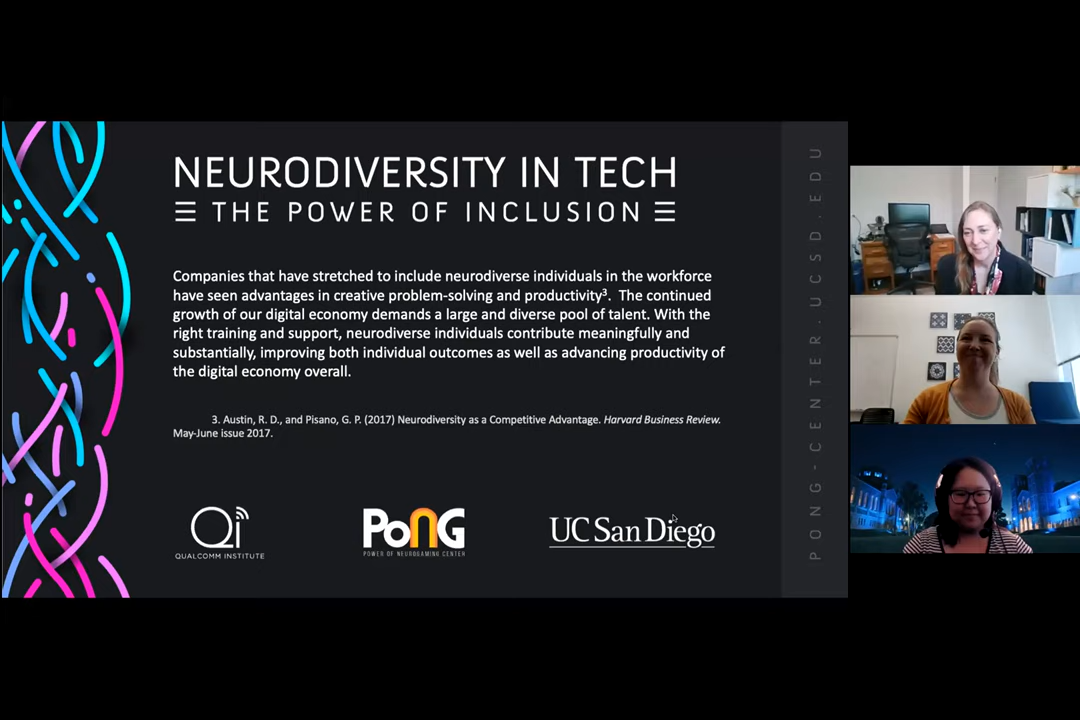 NEURODIVERSITY IN TECH
THE POWER OF INCLUSION
Companies that have stretched to include neurodiverse individuals in the workforce
have seen advantages in creative problem-solving and productivity³.  The continued
growth of our digital economy demands a large and diverse pool of talent. With the
right training and support, neurodiverse individuals contribute meaningfully and
substantially, improving both individual outcomes as well as advancing productivity of
the digital economy overall.
3. Austin, R. D., and Pisano, G. P. (2017) Neurodiversity as a Competitive Advantage. Harvard Business Review.
May-June issue 2017.
Qi
QUALCOMM INSTITUTE
PoNG
POWER OF NEUROGAMING CENTER
UC San Diego
PONG-CENTER.UCSD.EDU